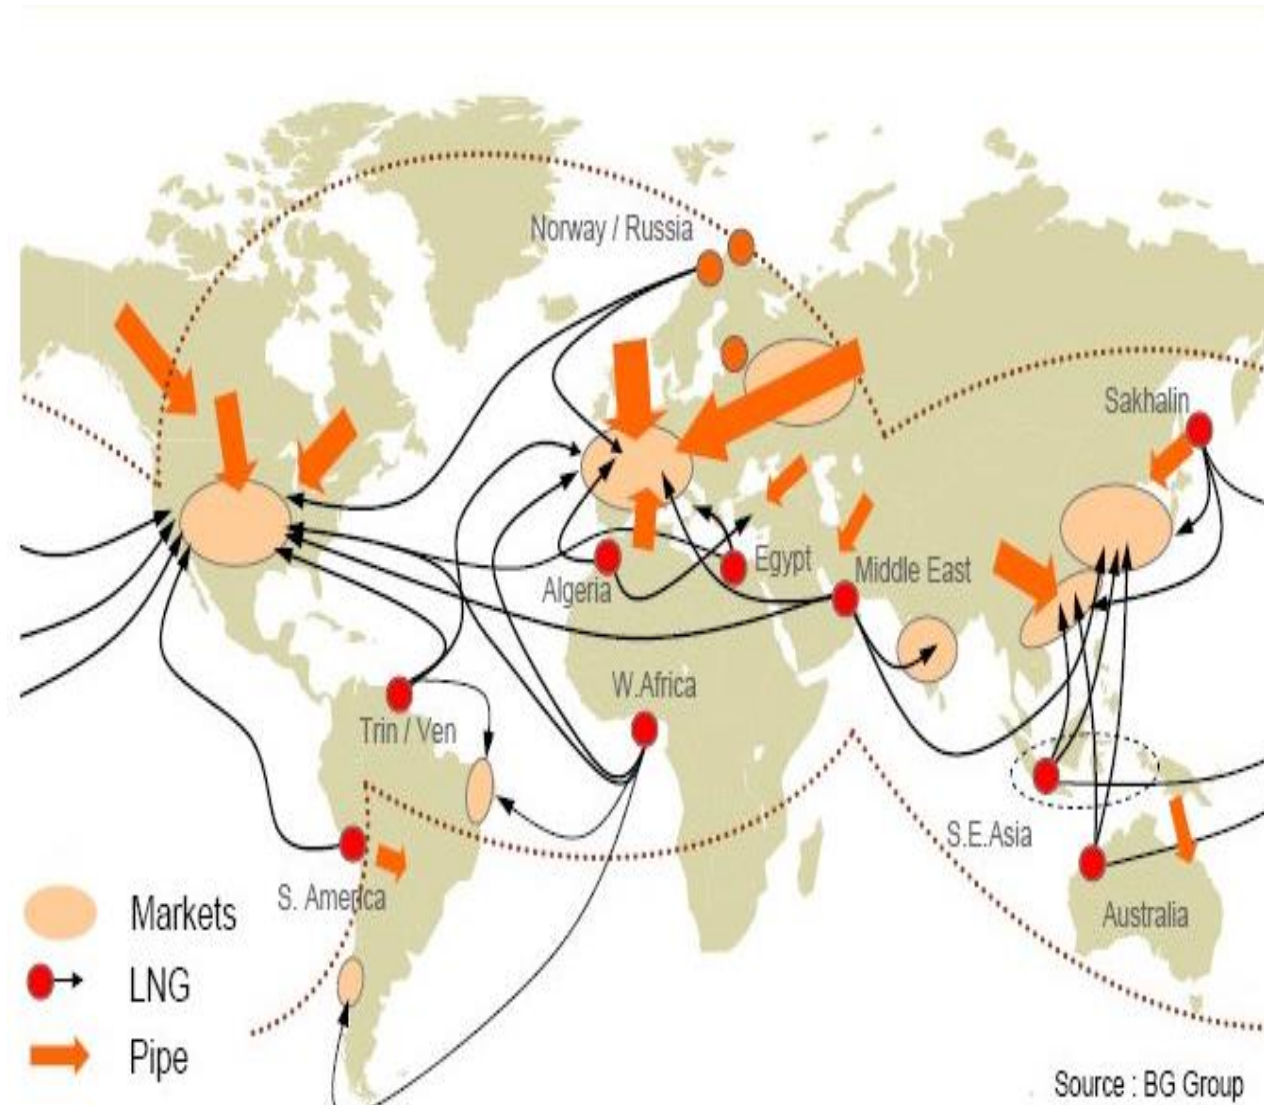 Norway / Russia
Sakhalin
Algeria
Egypt
Middle East
W.Africa
Trin / Ven
S.E.Asia
S. America
Australia
Markets
LNG
Pipe
Source : BG Group